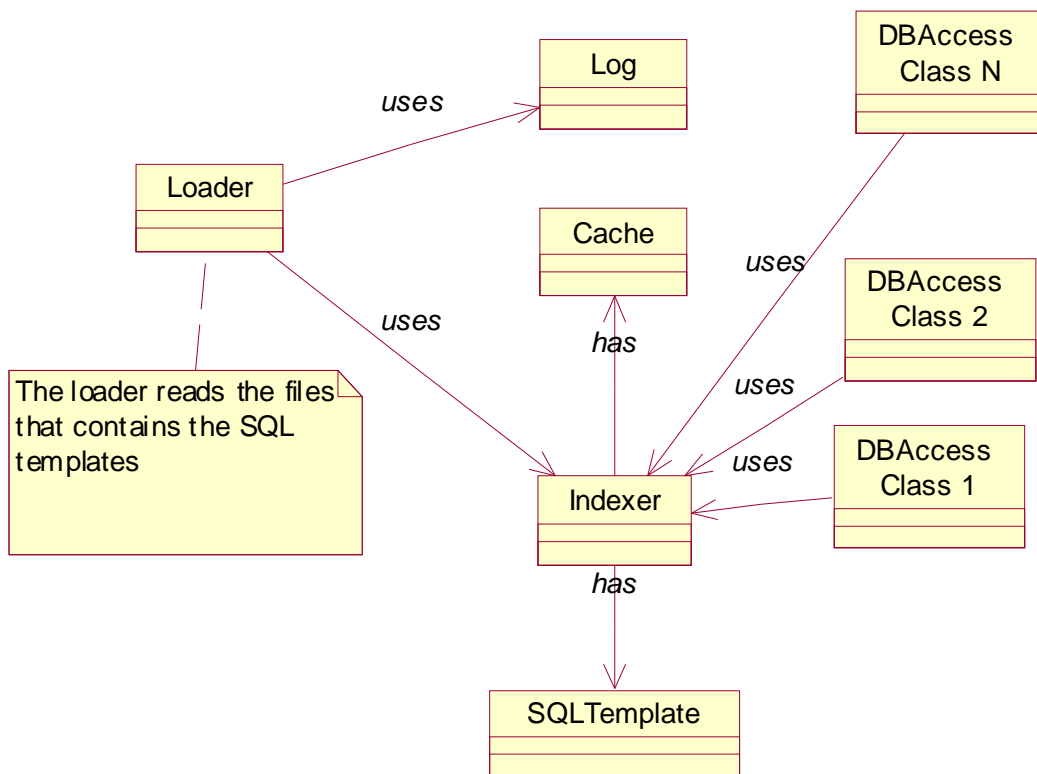 DBAccess
Class N
Log
uses
Loader
Cache
uses
DBAccess
Class 2
uses
has
The loader reads the files
that contains the SQL
templates
uses
DBAccess
Class 1
uses
Indexer
has
SQLTemplate